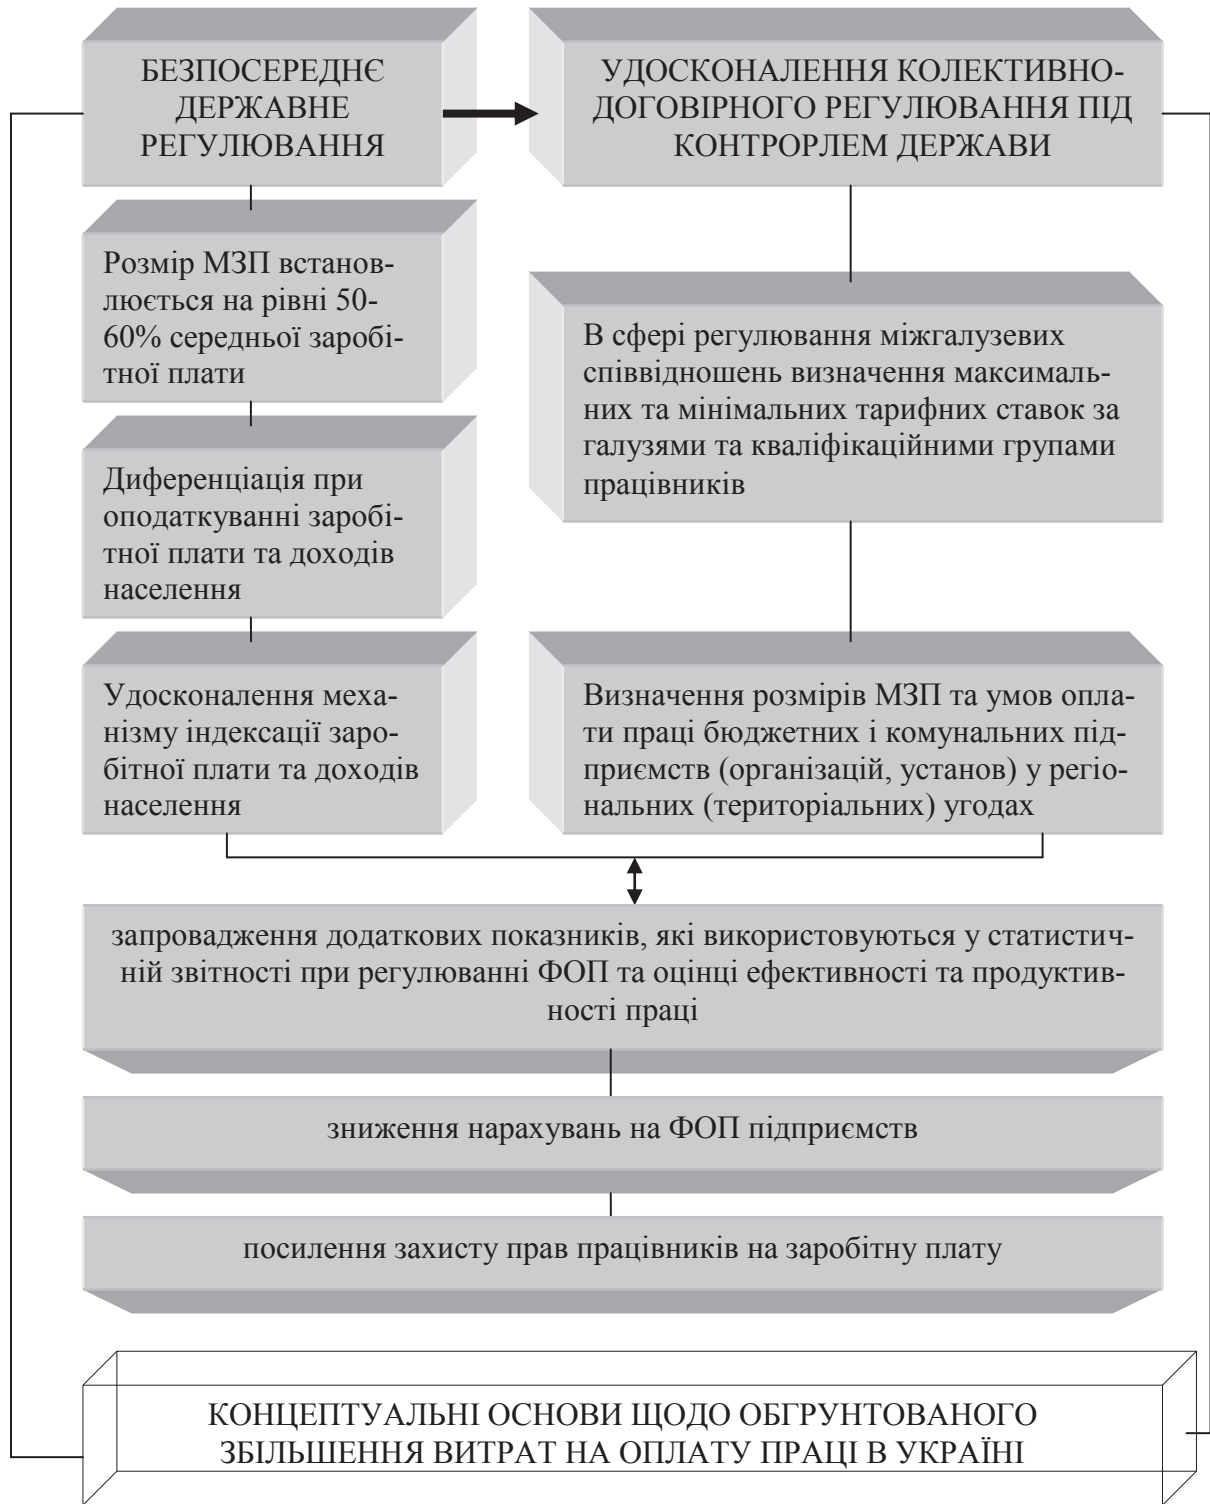 БЕЗПОСЕРЕДНЄ
ДЕРЖАВНЕ
РЕГУЛЮВАННЯ
УДОСКОНАЛЕННЯ КОЛЕКТИВНО-
ДОГОВІРНОГО РЕГУЛЮВАННЯ ПІД
КОНТРОРЛЕМ ДЕРЖАВИ
Розмір МЗП встанов-
люється на рівні 50-
60% середньої заробі-
тної плати
Диференціація при
оподаткуванні заробі-
тної плати та доходів
населення
Удосконалення меха-
нізму індексації заро-
бітної плати та доходів
населення
В сфері регулювання міжгалузевих
співвідношень визначення максималь-
них та мінімальних тарифних ставок за
галузями та кваліфікаційними групами
працівників
Визначення розмірів МЗП та умов опла-
ти праці бюджетних і комунальних під-
приємств (організацій, установ) у регіо-
нальних (територіальних) угодах
запровадження додаткових показників, які використовуються у статистич-
ній звітності при регулюванні ФОП та оцінці ефективності та продуктив-
ності праці
зниження нарахувань на ФОП підприємств
посилення захисту прав працівників на заробітну плату
КОНЦЕПТУАЛЬНІ ОСНОВИ ЩОДО ОБГРУНТОВАНОГО
ЗБІЛЬШЕННЯ ВИТРАТ НА ОПЛАТУ ПРАЦІ В УКРАЇНІ